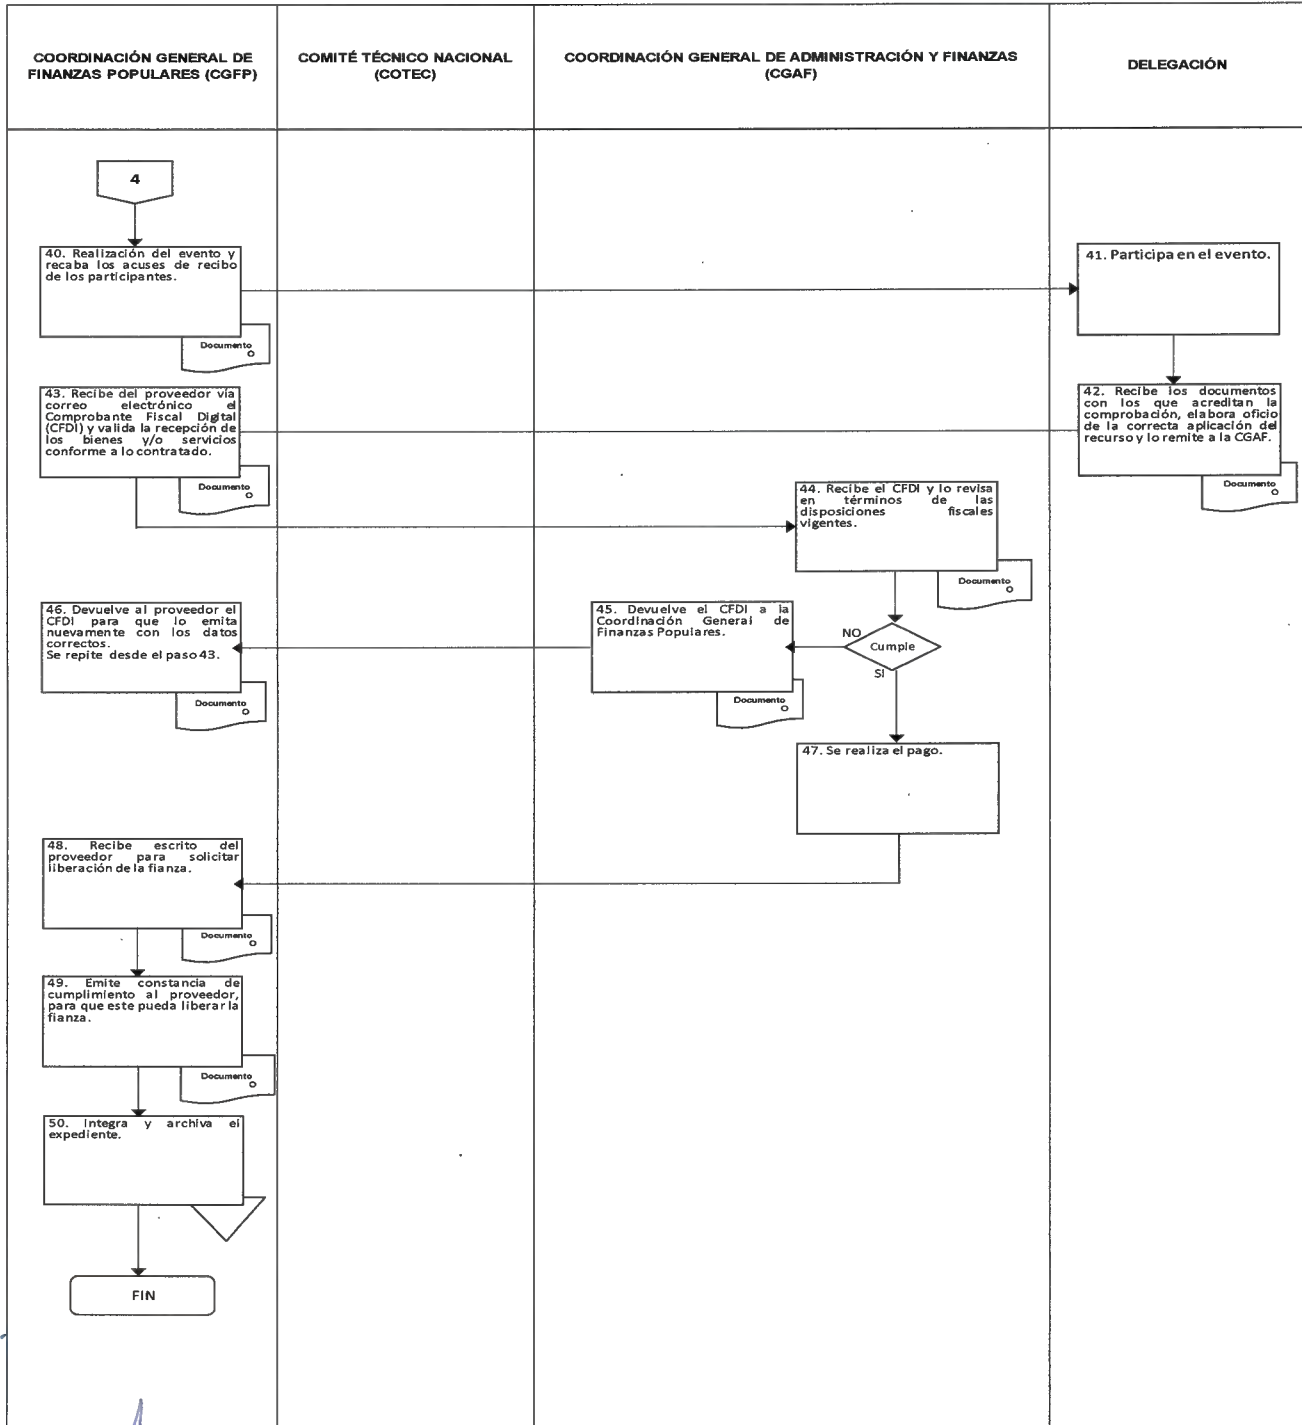 COORDINACIÓN GENERAL DE
FINANZAS POPULARES (CGFP)
COMITÉ TÉCNICO NACIONAL
(COTEC)
COORDINACIÓN GENERAL DE ADMINISTRACIÓN Y FINANZAS
(CGAF)
DELEGACIÓN
4
40. Realización del evento y
recaba los acuses de recibo
de los participantes.
Documento
O
41. Participa en el evento.
43. Recibe del proveedor vía
correo electrónico el
Comprobante Fiscal Digital
(CFDI) y valida la recepción de
los bienes y/o servicios
conforme a lo contratado.
Documento
O
42. Recibe los documentos
con los que acreditan la
comprobación, elabora oficio
de la correcta aplicación del
recurso y lo remite a la CGAF.
Documento
O
44. Recibe el CFDI y lo revisa
en términos de las
disposiciones fiscales
vigentes.
Documento
O
46. Devuelve al proveedor el
CFDI para que lo emita
nuevamente con los datos
correctos.
Se repite desde el paso 43.
Documento
O
45. Devuelve el CFDI a la
Coordinación General de
Finanzas Populares.
Documento
O
NO
Cumple
SI
47. Se realiza el pago.
48. Recibe escrito del
proveedor para solicitar
liberación de la fianza.
Documento
O
49. Emite constancia de
cumplimiento al proveedor,
para que este pueda liberar la
fianza.
Documento
O
50. Integra y archiva el
expediente.
FIN